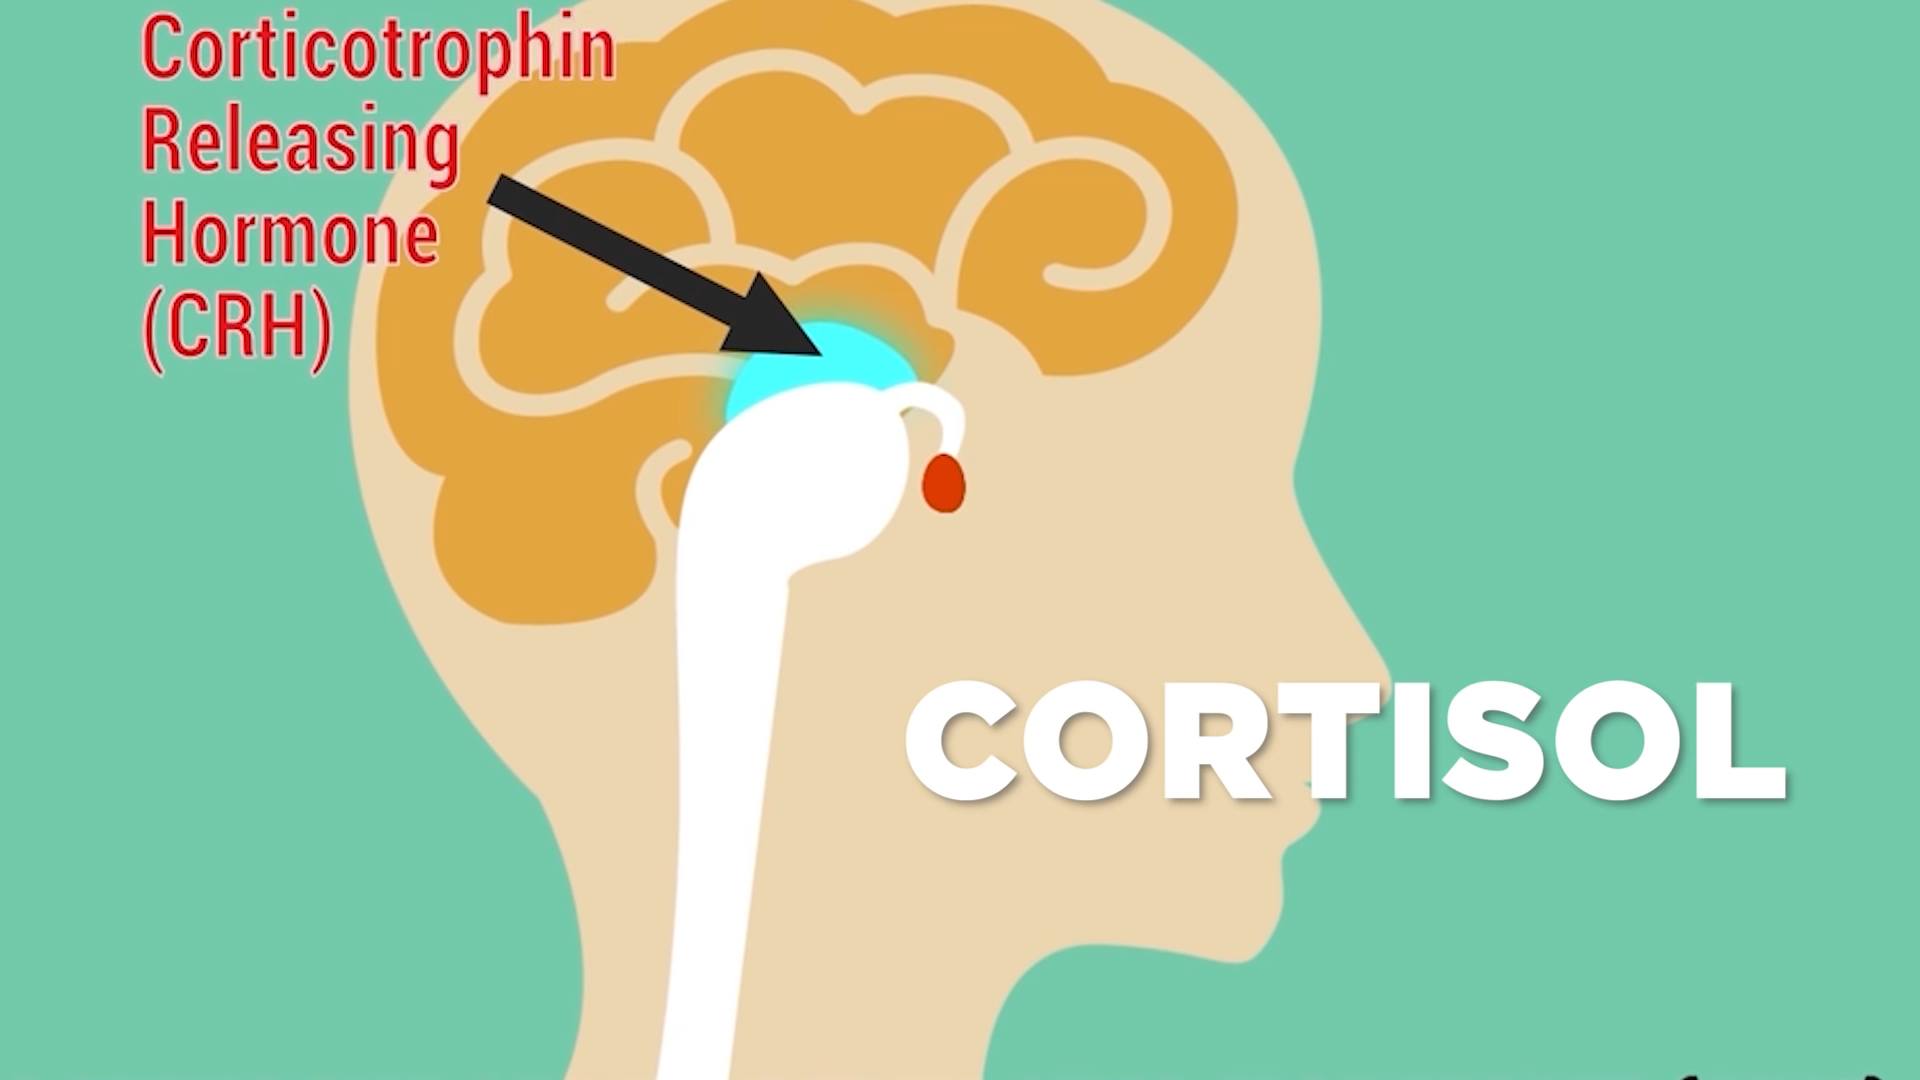 Corticotrophin
Releasing
Hormone
(CRH)
CORTISOL